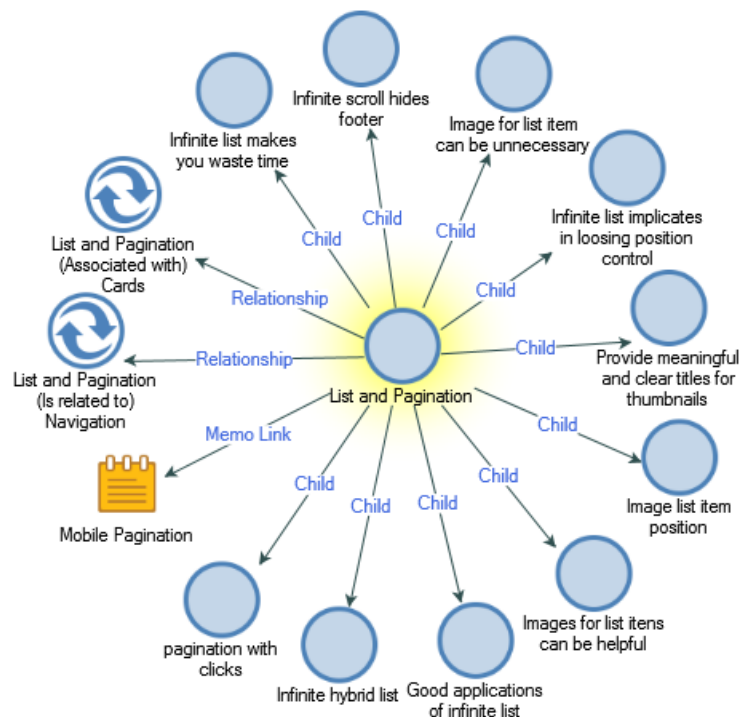 Infinite scroll hides
footer
Infinite list makes
you waste time
Image for list item
can be unnecessary
Infinite list implicates
in loosing position
control
List and Pagination
(Associated with)
Cards
Child
Child
Child
Child
Relationship
Relationship
Child
Provide meaningful
and clear titles for
thumbnails
List and Pagination
(Is related to)
Navigation
List and Pagination
Memo Link
Child
Mobile Pagination
Child
Child
Child
Child
Image list item
position
pagination with
clicks
Infinite hybrid list
Good applications
of infinite list
Images for list itens
can be helpful